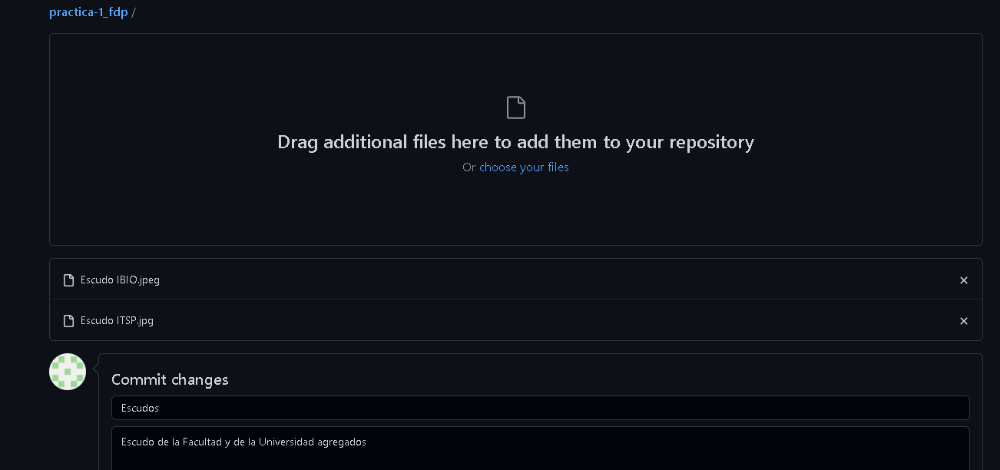 practica-1_fdp /
Drag additional files here to add them to your repository
Or choose your files
Escudo IBIO.jpeg
Escudo ITSP.jpg
Commit changes
Escudos
Escudo de la Facultad y de la Universidad agregados